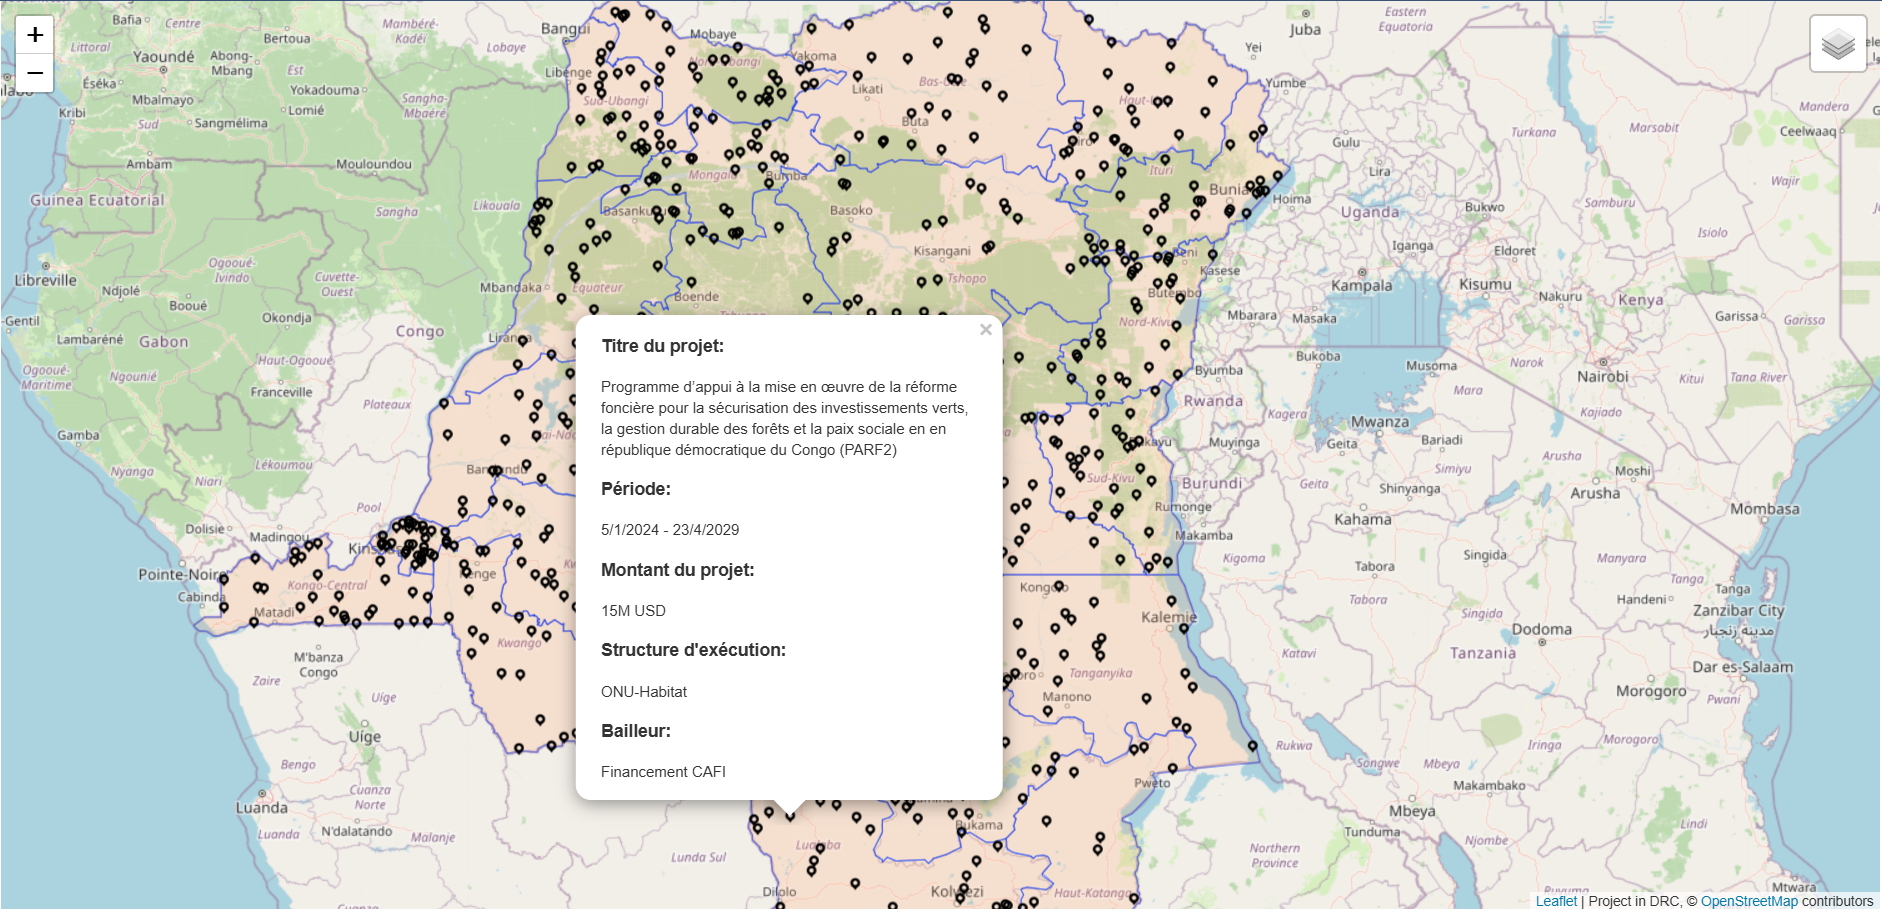 +
−
Titre du projet:
×
Programme d’appui à la mise en œuvre de la réforme
foncière pour la sécurisation des investissements verts,
la gestion durable des forêts et la paix sociale en en
république démocratique du Congo (PARF2)
Période:
5/1/2024 - 23/4/2029
Montant du projet:
15M USD
Structure d'exécution:
ONU-Habitat
Bailleur:
Financement CAFI
Bafia
Centre
Bertoua
Mambéré-
Kadéï
Lobaye
Bangui
Mobaye
Yakoma
Juba
Eastern
Equatoria
Littoral
Yaoundé
Abong-
Mbang
Est
Yokadouma
Libenge
Sud-Ubangi
Likati
Yei
Yumbe
Éséka
Mbalmayo
Lomié
Sangha-
Mbaéré
Kribi
Sud
Sangmélima
Buta
Gulu
Turkana
Marsabit
Mandera
Ceelwaaq
Ambam
Mouloundou
Mongala
Bumba
Ituri
Bunia
Lira
Hoima
Wajir
Guinea Ecuatorial
Sangha
Likouala
Basankusu
Basoko
Kisangani
Uganda
Bukwo
Samburu
Isiolo
Iganga
Eldoret
Libreville
Ogooué-
Ivindo
Cuvette-
Ouest
Mbandaka
Équateur
Boende
Tshopo
Kasese
Kampala
Kisumu
Ndjolé
Booué
Okondja
Butembo
Nord-Kivu
Mbarara
Masaka
Nakuru
Kenya
Garissa
Garissa
-Gentil
Lambaréné
Gabon
Congo
Haut-Ogooué
Bukoba
Musoma
Narok
Nairobi
Kitui
Tana River
Ogooué-
Maritime
Ngounié
Franceville
Byumba
Rwanda
Kagera
Mara
Kajiado
Plateaux
Mwanza
Geita
Bariadi
Muyinga
Gamba
Nyanga
Lékoumou
Niari
Burundi
Sud-Kivu
Geita
Simiyu
Shinyanga
Arusha
Moshi
Arusha
Pool
Rumonge
Makamba
Kahama
Mombasa
Dolisie
Madingou
Kenge
Kigoma
Tabora
Singida
Manyara
Tanga
Tanga
Pointe-Noire
Cabinda
Kongo-Central
Matadi
Kongolo
Kalemie
Tabora
Singida
Handeni
Zanzibar City
مدينة زنجبار
Kwango
M'banza
Congo
Zaire
Uíge
Uíge
Tanganyika
Manono
Katavi
Tanzania
Dodoma
Dar es-Salaam
Morogoro
Pwani
Bengo
Rukwa
Songwe
Mbeya
Iringa
Morogoro
Pweto
Makambako
Luanda
Cuanza
Norte
Mbeya
N'dalatando
Luanda
Malanje
Bukama
Tunduma
Njombe
Lindi
Lunda Sul
Lualaba
Northern
Province
Dilolo
Kolwezi
Haut-Katanga
Ruvuma
Mtwara
Leaflet | Project in DRC, © OpenStreetMap contributors